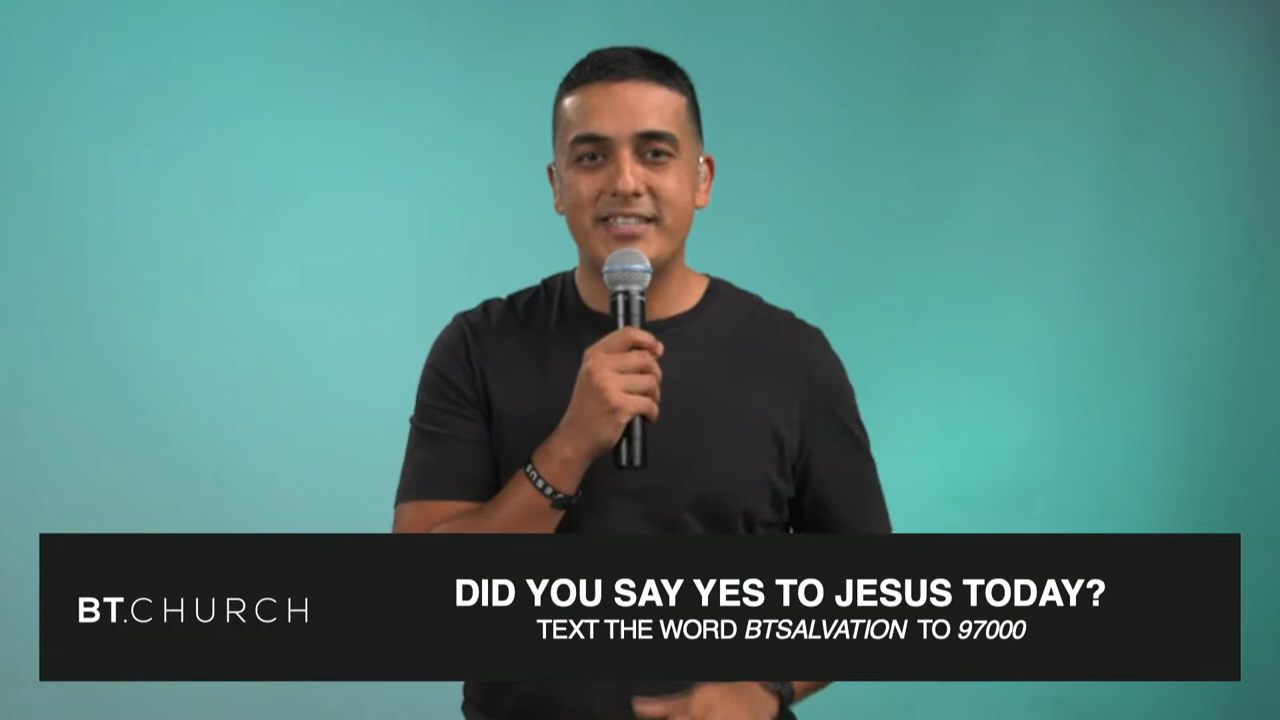 BT.CHURCH
DID YOU SAY YES TO JESUS TODAY?
TEXT THE WORD BTSALVATION TO 97000